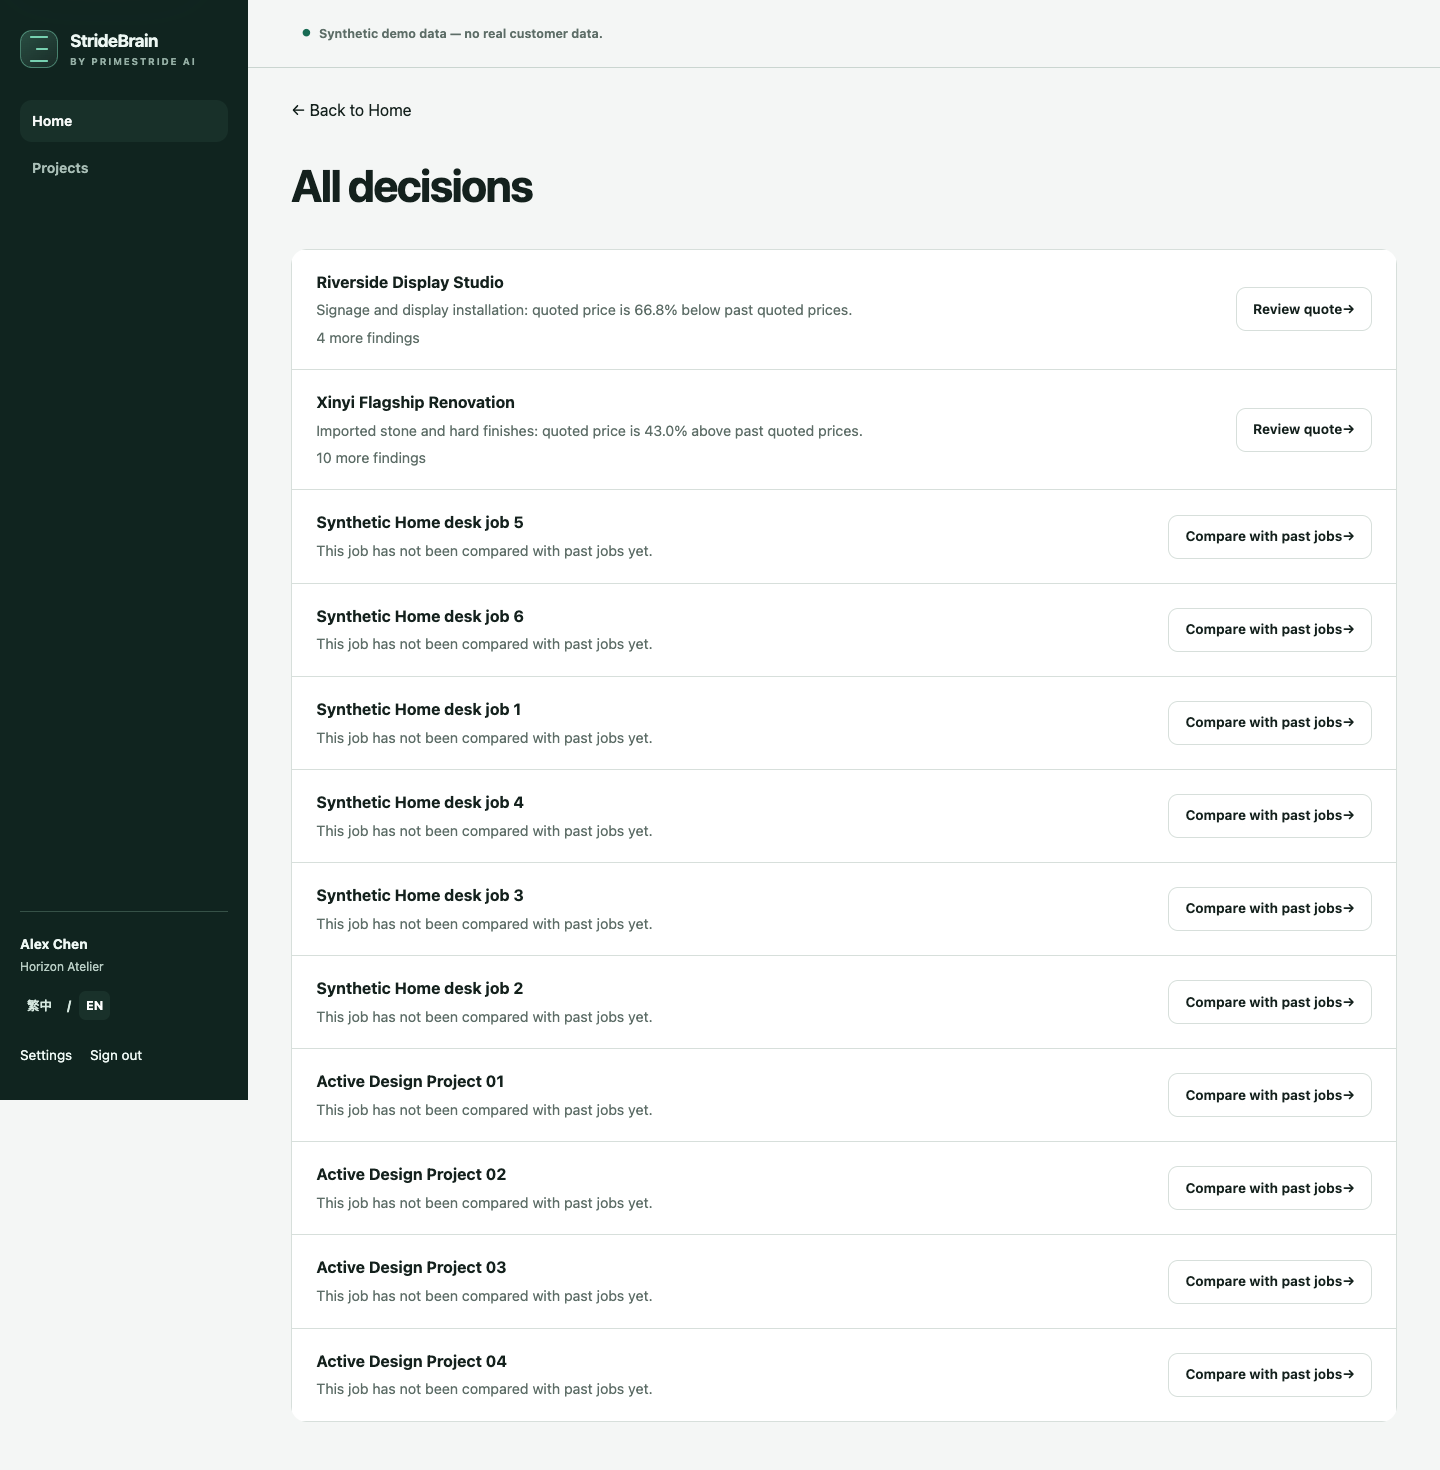 StrideBrain
BY PRIMESTRIDE AI
Home
Projects
Alex Chen
Horizon Atelier
繁中 / EN
Settings Sign out
Synthetic demo data — no real customer data.
← Back to Home
All decisions
Riverside Display Studio
Signage and display installation: quoted price is 66.8% below past quoted prices.
4 more findings
Review quote→
Xinyi Flagship Renovation
Imported stone and hard finishes: quoted price is 43.0% above past quoted prices.
10 more findings
Review quote→
Synthetic Home desk job 5
This job has not been compared with past jobs yet.
Compare with past jobs→
Synthetic Home desk job 6
This job has not been compared with past jobs yet.
Compare with past jobs→
Synthetic Home desk job 1
This job has not been compared with past jobs yet.
Compare with past jobs→
Synthetic Home desk job 4
This job has not been compared with past jobs yet.
Compare with past jobs→
Synthetic Home desk job 3
This job has not been compared with past jobs yet.
Compare with past jobs→
Synthetic Home desk job 2
This job has not been compared with past jobs yet.
Compare with past jobs→
Active Design Project 01
This job has not been compared with past jobs yet.
Compare with past jobs→
Active Design Project 02
This job has not been compared with past jobs yet.
Compare with past jobs→
Active Design Project 03
This job has not been compared with past jobs yet.
Compare with past jobs→
Active Design Project 04
This job has not been compared with past jobs yet.
Compare with past jobs→